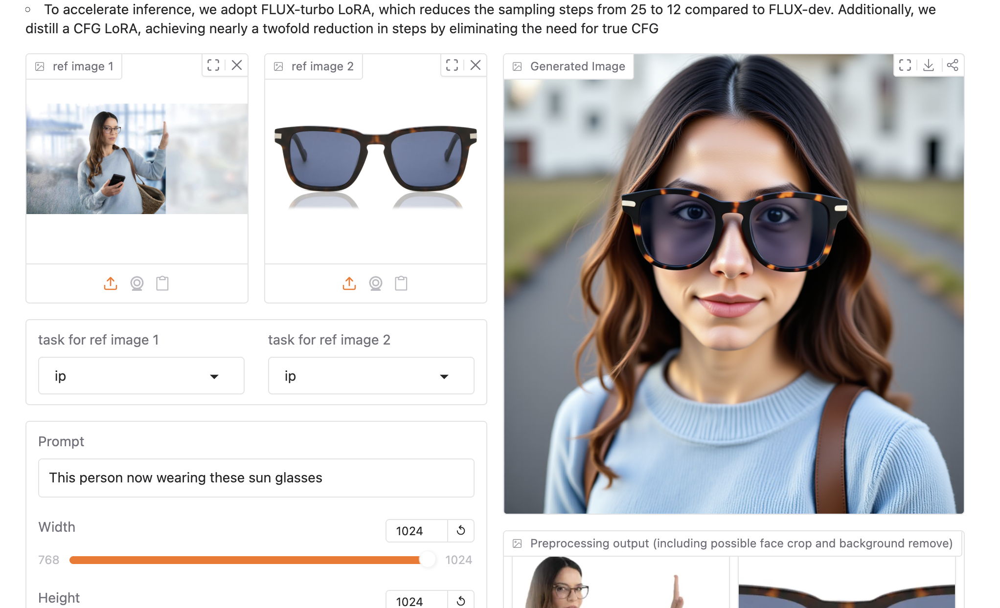 To accelerate inference, we adopt FLUX-turbo LoRA, which reduces the sampling steps from 25 to 12 compared to FLUX-dev. Additionally, we
distill a CFG LoRA, achieving nearly a twofold reduction in steps by eliminating the need for true CFG
ref image 1
ref image 2
Generated Image
task for ref image 1
task for ref image 2
ip
ip
Prompt
This person now wearing these sun glasses
Width
1024
768
1024
Height
1024
Preprocessing output (including possible face crop and background remove)